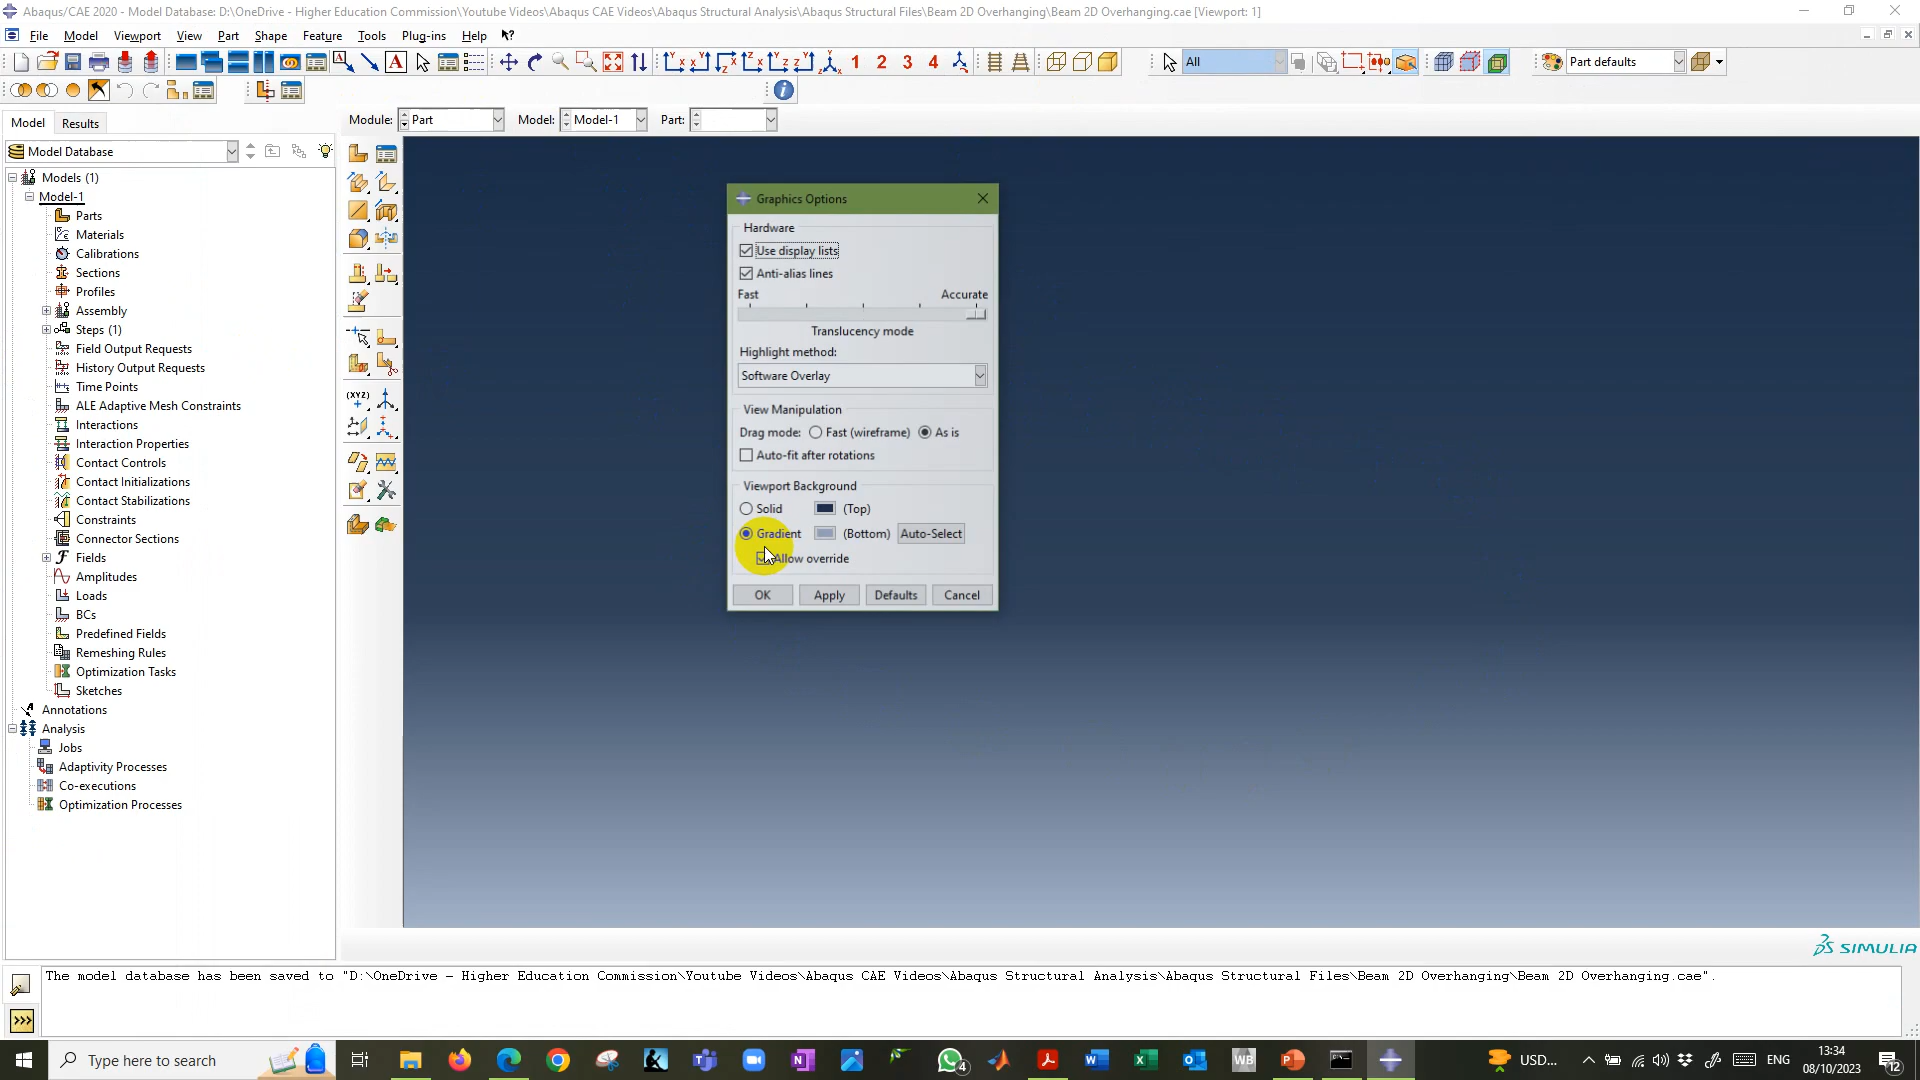 Abaqus/CAE 2020 - Model Database: D:\OneDrive - Higher Education Commission\Youtube Videos\Abaqus CAE Videos\Abaqus Structural Analysis\Abaqus Structural Files\Beam 2D Overhanging\Beam 2D Overhanging.cae [Viewport: 1]
File Model Viewport View Part Shape Feature Tools Plug-ins Help
1 2 3 4 All Part defaults
Model Results Module: Part Model: Model-1 Part:
Model Database
Models (1)
Model-1
Parts
Materials
Calibrations
Sections
Profiles
Assembly
Steps (1)
Field Output Requests
History Output Requests
Time Points
ALE Adaptive Mesh Constraints
Interactions
Interaction Properties
Contact Controls
Contact Initializations
Contact Stabilizations
Constraints
Connector Sections
Fields
Amplitudes
Loads
BCs
Predefined Fields
Remeshing Rules
Optimization Tasks
Sketches
Annotations
Analysis
Jobs
Adaptivity Processes
Co-executions
Optimization Processes
(XYZ)
Graphics Options
Hardware
Use display lists
Anti-alias lines
Fast Accurate
Translucency mode
Highlight method:
Software Overlay
View Manipulation
Drag mode: Fast (wireframe) As is
Auto-fit after rotations
Viewport Background
Solid (Top)
Gradient (Bottom) Auto-Select
Allow override
OK Apply Defaults Cancel
SIMULIA
The model database has been saved to "D:\OneDrive - Higher Education Commission\Youtube Videos\Abaqus CAE Videos\Abaqus Structural Analysis\Abaqus Structural Files\Beam 2D Overhanging\Beam 2D Overhanging.cae".
>>>
Type here to search
USD...
ENG
13:34
08/10/2023